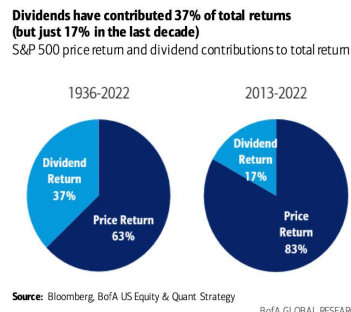 Dividends have contributed 37% of total returns
(but just 17% in the last decade)
S&P 500 price return and dividend contributions to total return
1936-2022
2013-2022
Dividend
Return
37%
Price Return
63%
Dividend
Return
17%
Price
Return
83%
Source: Bloomberg, BofA US Equity & Quant Strategy
BofA GLOBAL